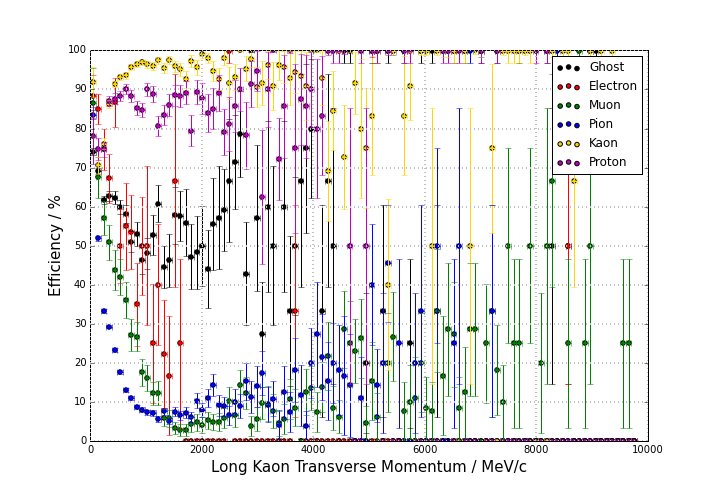 100
90
80
70
60
50
40
30
20
10
0
Efficiency / %
Ghost
Electron
Muon
Pion
Kaon
Proton
0 2000 4000 6000 8000 10000
Long Kaon Transverse Momentum / MeV/c